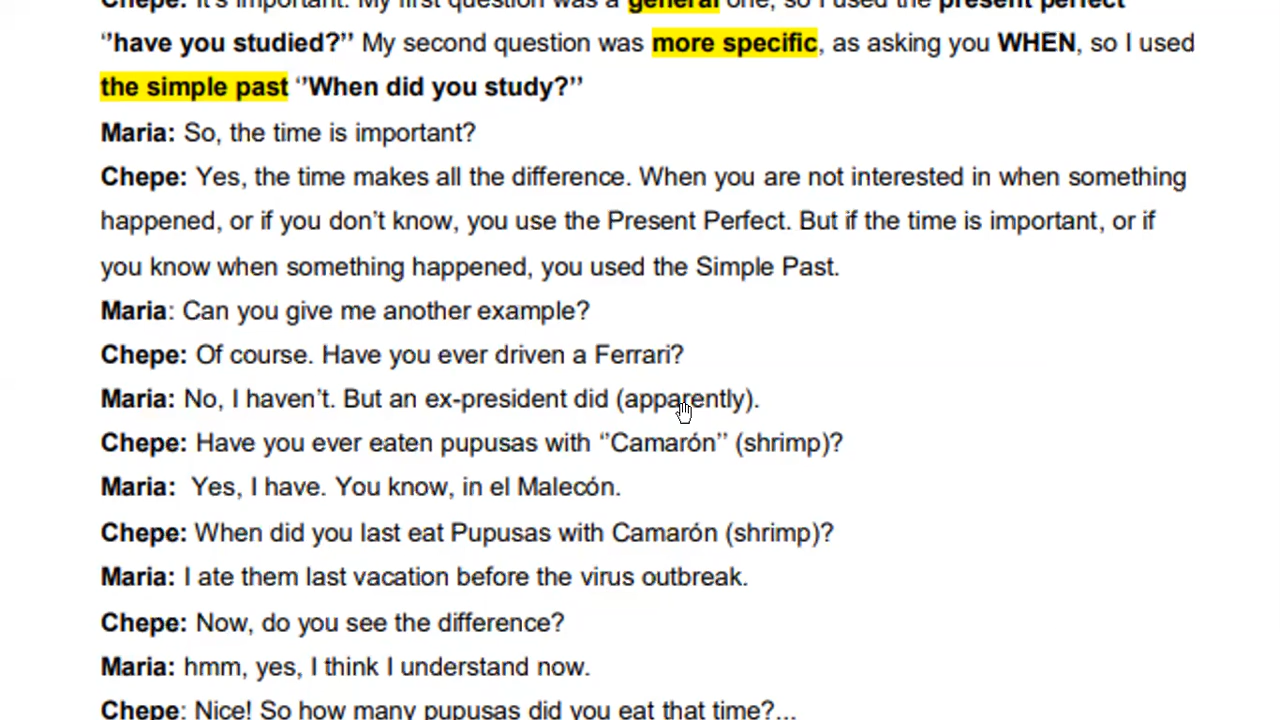 Chepe: It's important. My first question was a general one, so I used the present perfect
‘’have you studied?’’ My second question was more specific, as asking you WHEN, so I used
the simple past ‘’When did you study?’’
Maria: So, the time is important?
Chepe: Yes, the time makes all the difference. When you are not interested in when something
happened, or if you don’t know, you use the Present Perfect. But if the time is important, or if
you know when something happened, you used the Simple Past.
Maria: Can you give me another example?
Chepe: Of course. Have you ever driven a Ferrari?
Maria: No, I haven’t. But an ex-president did (apparently).
Chepe: Have you ever eaten pupusas with ‘’Camarón’’ (shrimp)?
Maria: Yes, I have. You know, in el Malecón.
Chepe: When did you last eat Pupusas with Camarón (shrimp)?
Maria: I ate them last vacation before the virus outbreak.
Chepe: Now, do you see the difference?
Maria: hmm, yes, I think I understand now.
Chepe: Nice! So how many pupusas did you eat that time?...